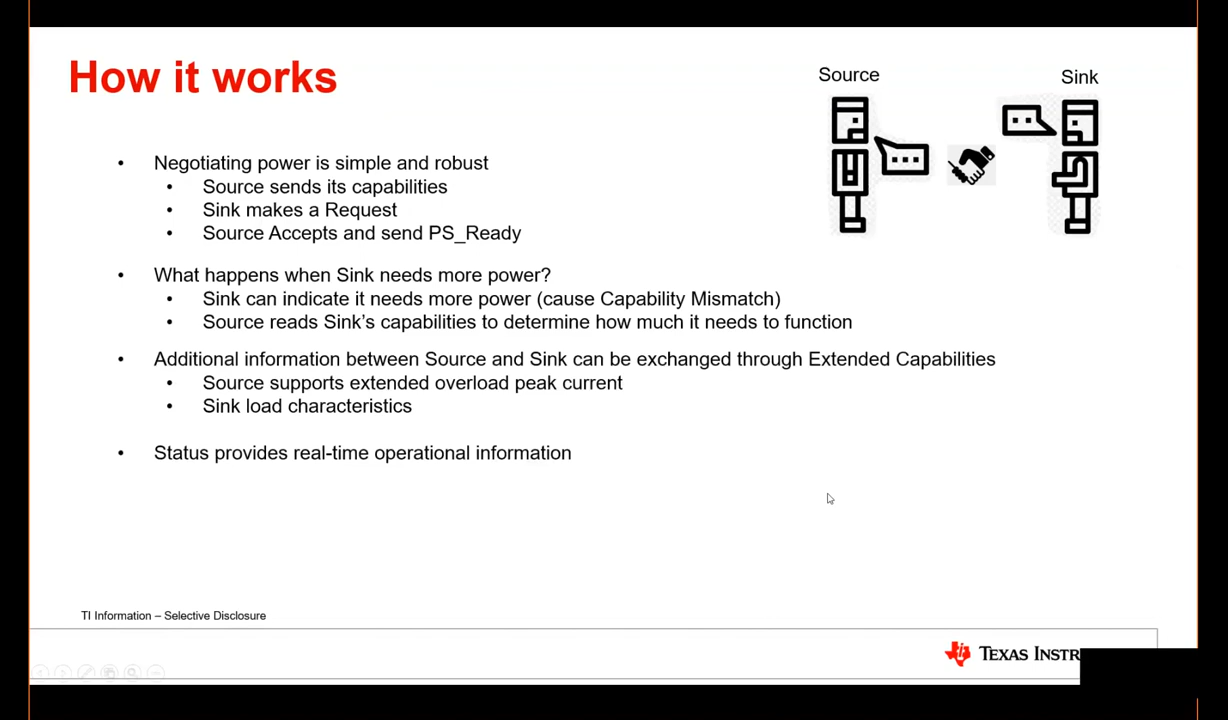 How it works
Source
Sink
Negotiating power is simple and robust
Source sends its capabilities
Sink makes a Request
Source Accepts and send PS_Ready
What happens when Sink needs more power?
Sink can indicate it needs more power (cause Capability Mismatch)
Source reads Sink's capabilities to determine how much it needs to function
Additional information between Source and Sink can be exchanged through Extended Capabilities
Source supports extended overload peak current
Sink load characteristics
Status provides real-time operational information
TI Information – Selective Disclosure
TEXAS INSTR